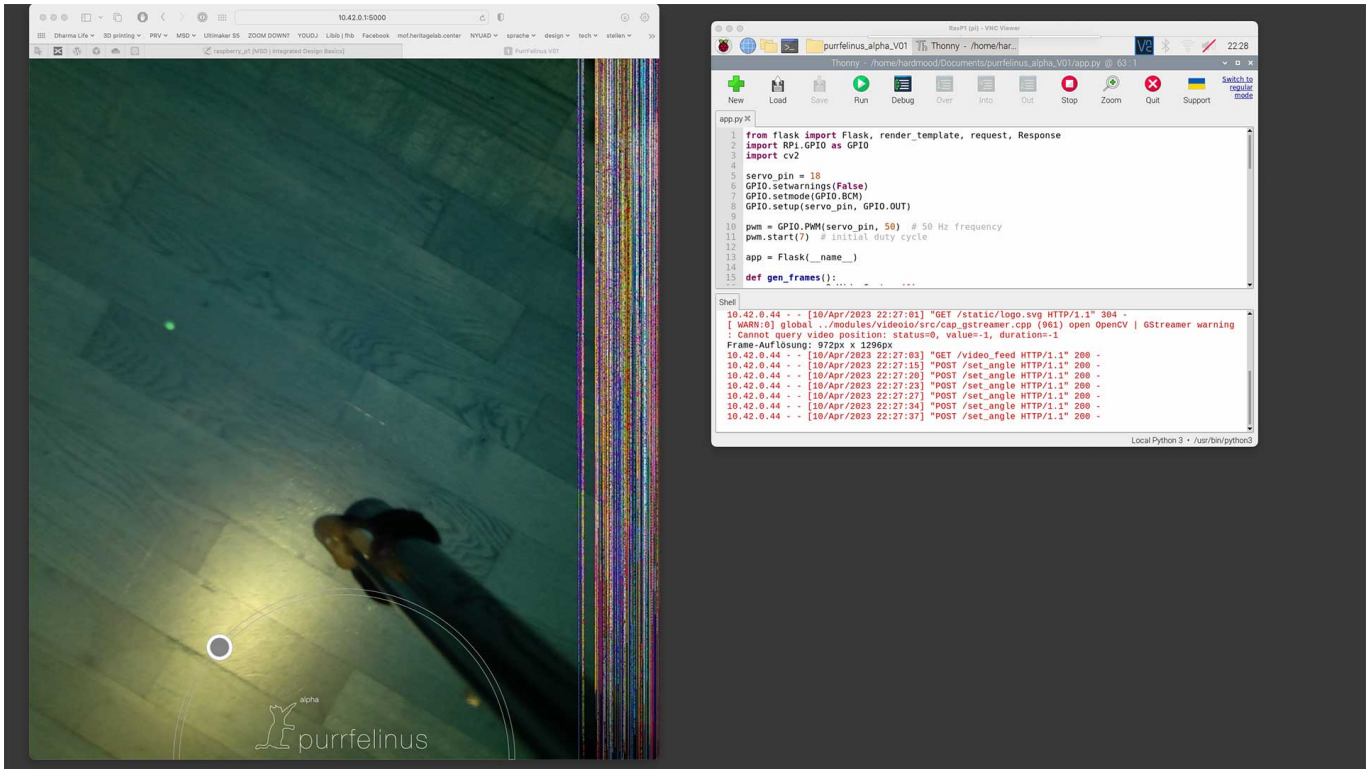 10.42.0.1:5000
Dharma Life 3D printing PRV MSD Ultimaker S5 ZOOM DOWN? YOUDJ Libib | fhb Facebook mof.heritagelab.center NYUAD sprache design tech stellen >>
raspberry_p1 (MSD | Integrated Design Basics)
PurrFelinus V01
alpha
purrfelinus
RasP1 (pi) - VNC Viewer
purrfelinus_alpha_V01 Th Thonny - /home/har... V2 22:28
Thonny - /home/hardmood/Documents/purrfelinus_alpha_V01/app.py @ 63 : 1
New Load Save Run Debug Over Into Out Stop Zoom Quit Support
Switch to
regular
mode
app.py
1 from flask import Flask, render_template, request, Response
2 import RPi.GPIO as GPIO
3 import cv2
4
5 servo_pin = 18
6 GPIO.setwarnings(False)
7 GPIO.setmode(GPIO.BCM)
8 GPIO.setup(servo_pin, GPIO.OUT)
9
10 pwm = GPIO.PWM(servo_pin, 50) # 50 Hz frequency
11 pwm.start(7) # initial duty cycle
12
13 app = Flask(__name__)
14
15 def gen_frames():
Shell
10.42.0.44 - - [10/Apr/2023 22:27:01] "GET /static/logo.svg HTTP/1.1" 304 -
[ WARN:0] global ../modules/videoio/src/cap_gstreamer.cpp (961) open OpenCV | GStreamer warning
: Cannot query video position: status=0, value=-1, duration=-1
Frame-Auflösung: 972px x 1296px
10.42.0.44 - - [10/Apr/2023 22:27:03] "GET /video_feed HTTP/1.1" 200 -
10.42.0.44 - - [10/Apr/2023 22:27:15] "POST /set_angle HTTP/1.1" 200 -
10.42.0.44 - - [10/Apr/2023 22:27:20] "POST /set_angle HTTP/1.1" 200 -
10.42.0.44 - - [10/Apr/2023 22:27:23] "POST /set_angle HTTP/1.1" 200 -
10.42.0.44 - - [10/Apr/2023 22:27:27] "POST /set_angle HTTP/1.1" 200 -
10.42.0.44 - - [10/Apr/2023 22:27:34] "POST /set_angle HTTP/1.1" 200 -
10.42.0.44 - - [10/Apr/2023 22:27:37] "POST /set_angle HTTP/1.1" 200 -
Local Python 3 • /usr/bin/python3